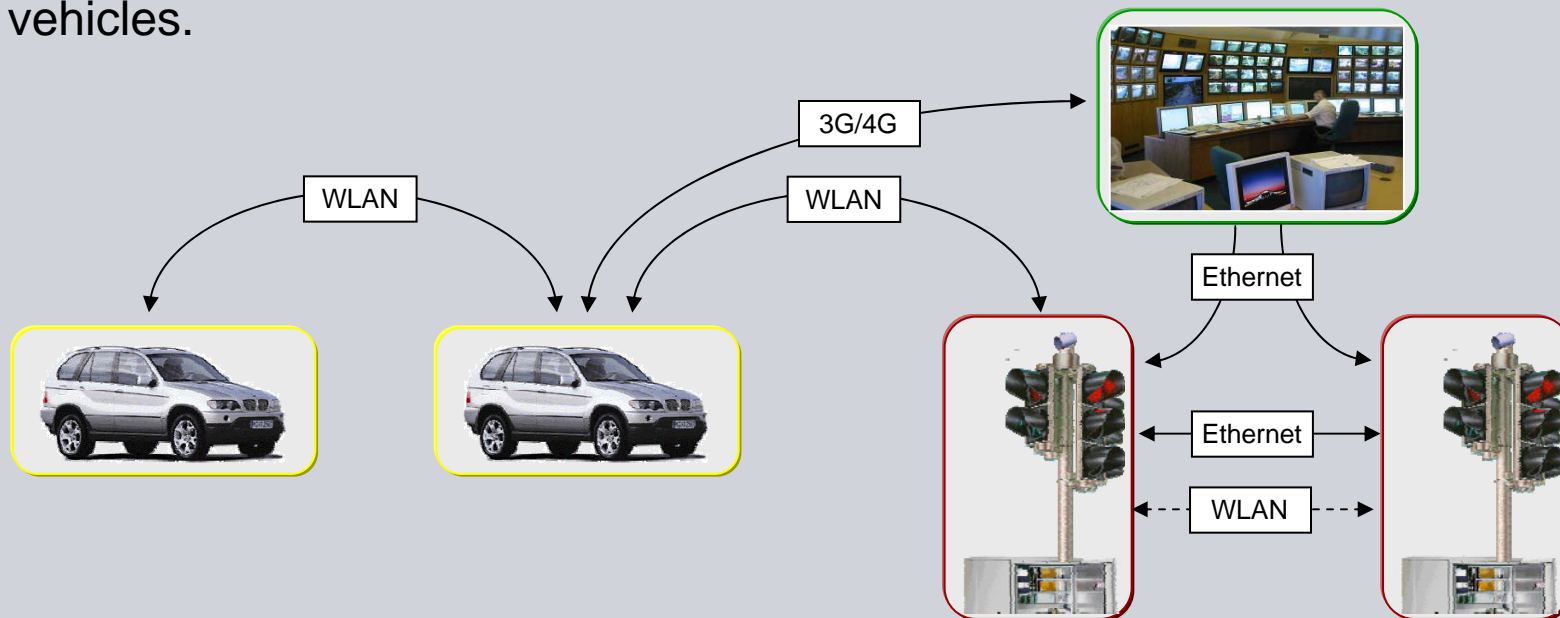 vehicles.
3G/4G
WLAN
WLAN
Ethernet
Ethernet
WLAN